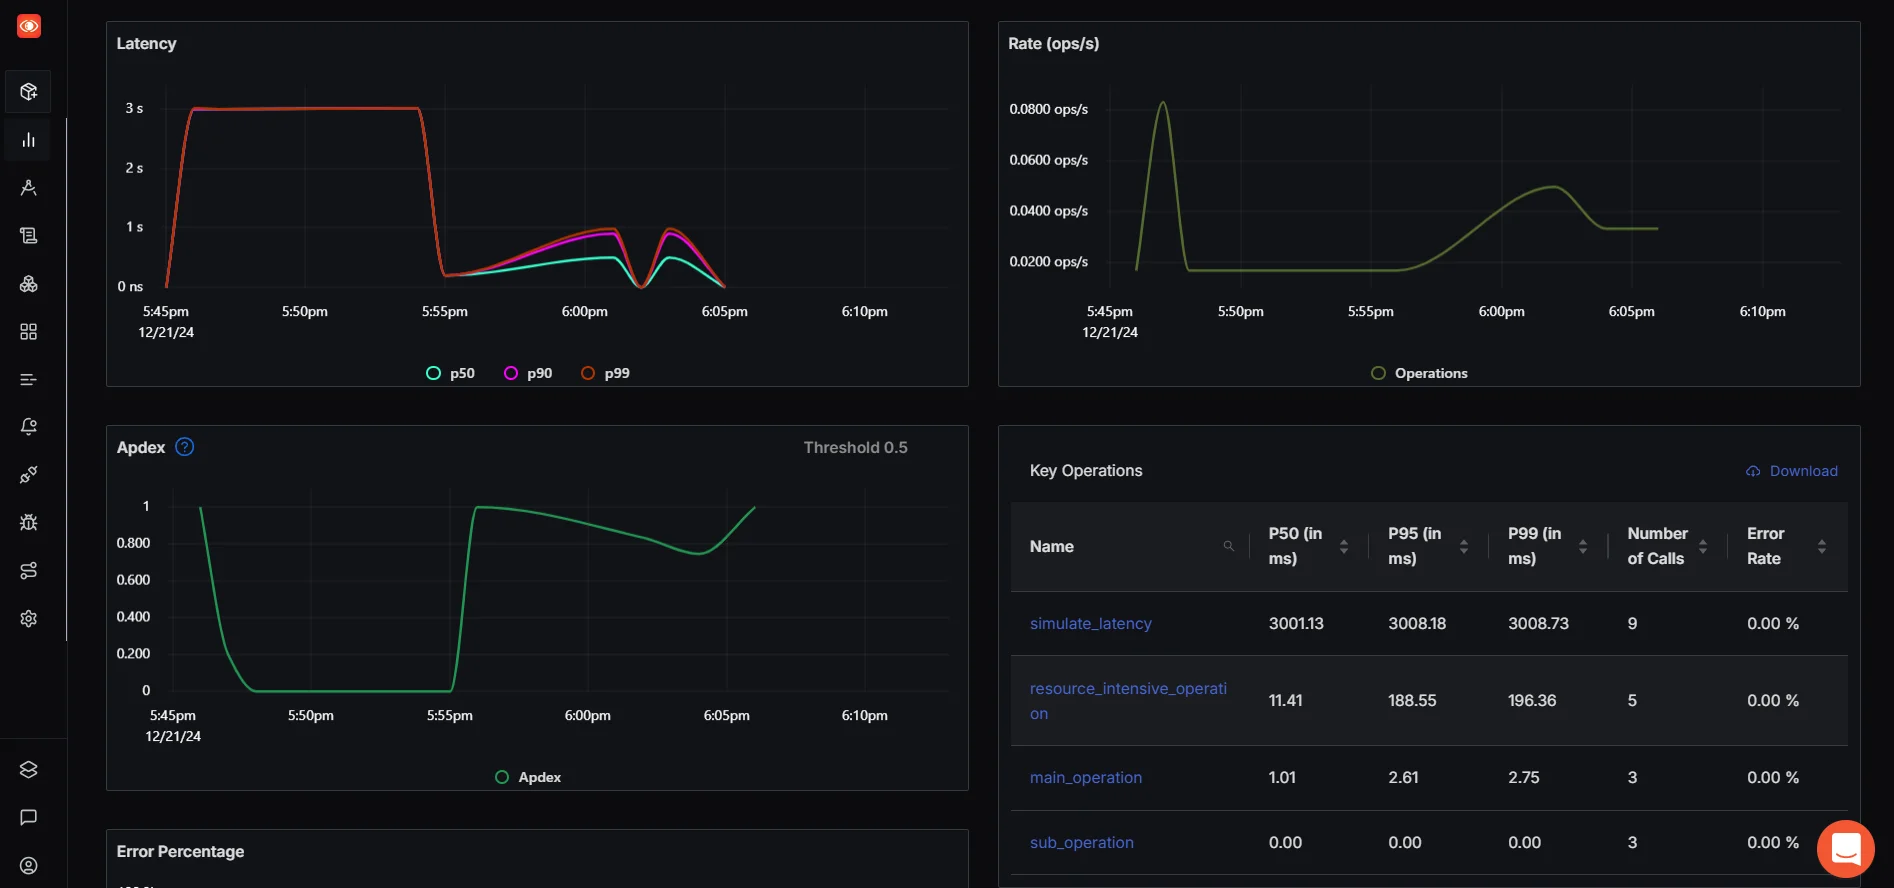 Latency
3 s
2 s
1 s
0 ns
5:45pm 5:50pm 5:55pm 6:00pm 6:05pm 6:10pm
12/21/24
p50 p90 p99
Rate (ops/s)
0.0800 ops/s
0.0600 ops/s
0.0400 ops/s
0.0200 ops/s
5:45pm 5:50pm 5:55pm 6:00pm 6:05pm 6:10pm
12/21/24
Operations
Apdex ? Threshold 0.5
1
0.800
0.600
0.400
0.200
0
5:45pm 5:50pm 5:55pm 6:00pm 6:05pm 6:10pm
12/21/24
Apdex
Key Operations Download
Name P50 (in ms) P95 (in ms) P99 (in ms) Number of Calls Error Rate
simulate_latency 3001.13 3008.18 3008.73 9 0.00 %
resource_intensive_operati
on 11.41 188.55 196.36 5 0.00 %
main_operation 1.01 2.61 2.75 3 0.00 %
sub_operation 0.00 0.00 0.00 3 0.00 %
Error Percentage